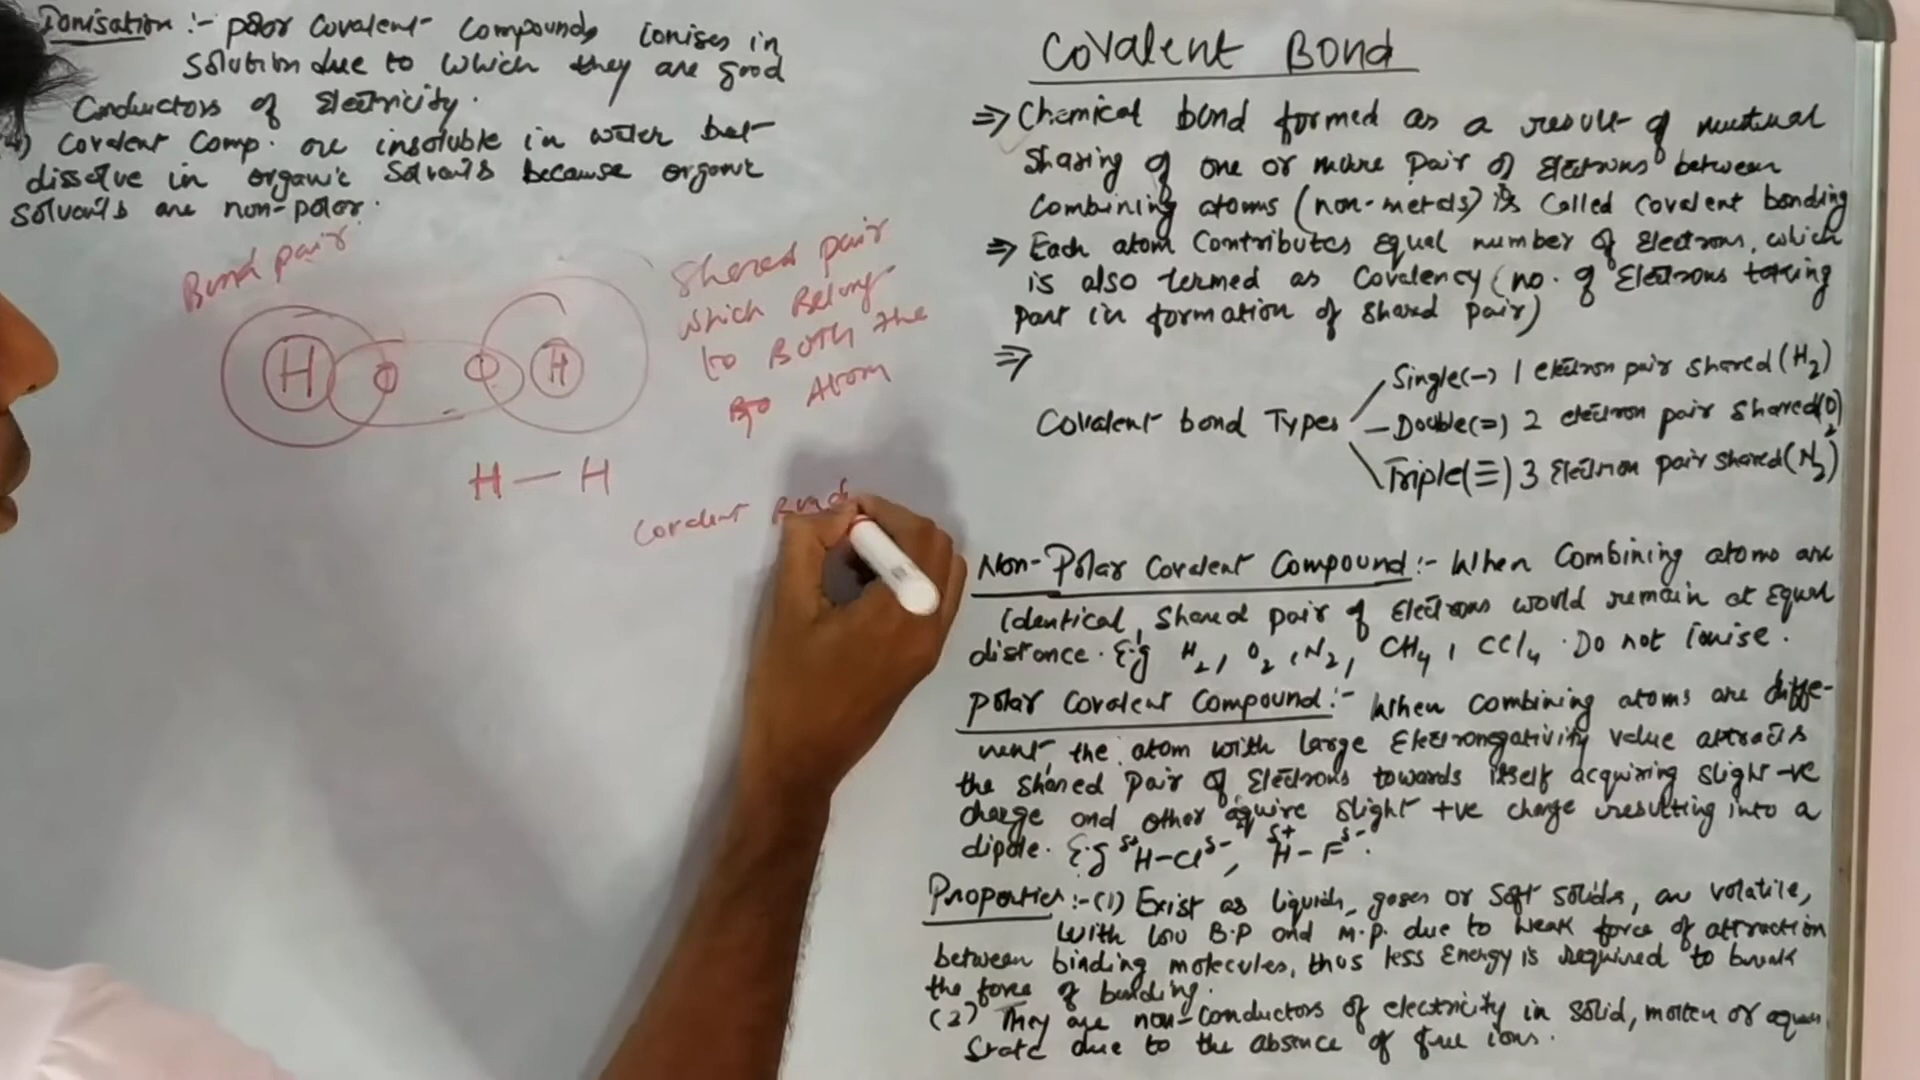 Ionisation :- polar Covalent Compounds ionises in
Solution due to which they are good
Conductors of Electricity.
4) Covalent Comp. are insoluble in water but
dissolve in organic Solvents because organic
Solvents are non-polar.
Bond pair
H H
Shared pair
which Belong
to BOTH the
Atom
H — H
Covalent Bond
Covalent Bond
⇒ Chemical bond formed as a result of mutual
Sharing of one or more pair of Electrons between
Combining atoms (non-metals) is Called Covalent bonding
⇒ Each atom Contributes Equal number of Electrons, which
is also termed as Covalency (no. of Electrons taking
part in formation of shared pair)
⇒
Single(-) 1 electron pair shared (H2)
Covalent bond Types
Double(=) 2 electron pair shared(O2)
Triple(≡) 3 Electron pair shared(N2)
Non-Polar Covalent Compound:- When Combining atoms are
identical, Shared pair of Electrons would remain at Equal
distance. E.g H2, O2, N2, CH4, CCl4. Do not ionise.
Polar Covalent Compound:- When Combining atoms are diffe-
rent, the atom with large Electronegativity value attracts
the shared Pair of Electrons towards itself acquiring slight -ve
charge and other aquire slight +ve charge resulting into a
dipole. E.g δ+H-Clδ-, δ+H-Fδ-.
Properties:-(1) Exist as liquids, gases or Soft Solids, are volatile,
With low B.P and M.P. due to weak force of attraction
between binding molecules, thus less Energy is required to break
the force of bonding.
(2) They are non-Conductors of electricity in Solid, molten or aqueous
State due to the absence of free ions.